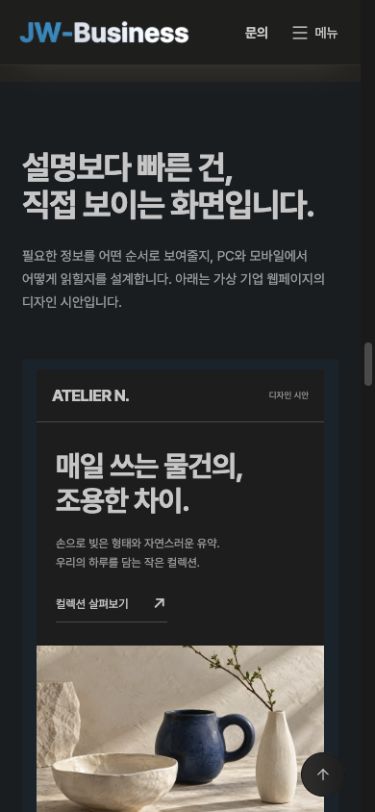 JW-Business
문의
메뉴
설명보다 빠른 건,
직접 보이는 화면입니다.
필요한 정보를 어떤 순서로 보여줄지, PC와 모바일에서
어떻게 읽힐지를 설계합니다. 아래는 가상 기업 웹페이지의
디자인 시안입니다.
ATELIER N.
디자인 시안
매일 쓰는 물건의,
조용한 차이.
손으로 빚은 형태와 자연스러운 유약.
우리의 하루를 담는 작은 컬렉션.
컬렉션 살펴보기